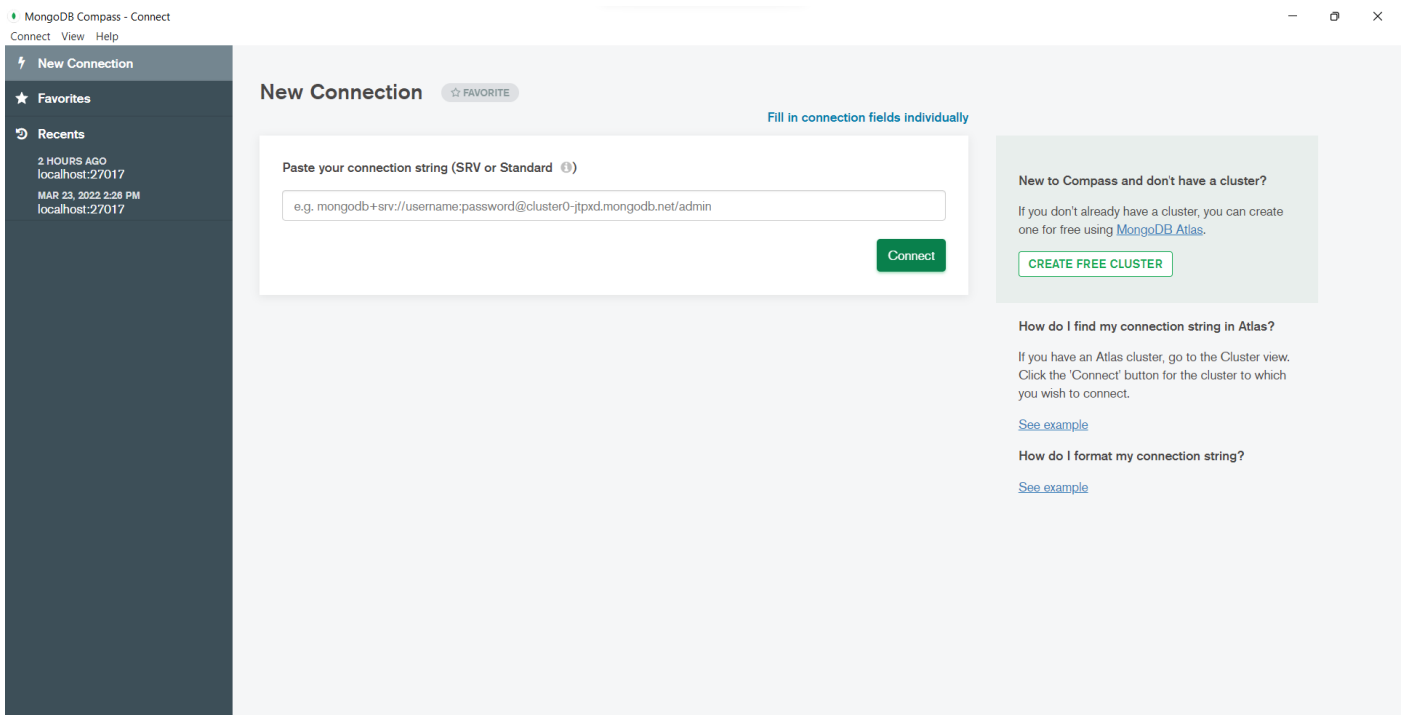 MongoDB Compass - Connect
Connect View Help
New Connection
Favorites
Recents
2 HOURS AGO
localhost:27017
MAR 23, 2022 2:26 PM
localhost:27017
New Connection
FAVORITE
Fill in connection fields individually
Paste your connection string (SRV or Standard )
e.g. mongodb+srv://username:password@cluster0-jtpxd.mongodb.net/admin
Connect
New to Compass and don't have a cluster?
If you don't already have a cluster, you can create
one for free using MongoDB Atlas.
CREATE FREE CLUSTER
How do I find my connection string in Atlas?
If you have an Atlas cluster, go to the Cluster view.
Click the 'Connect' button for the cluster to which
you wish to connect.
See example
How do I format my connection string?
See example